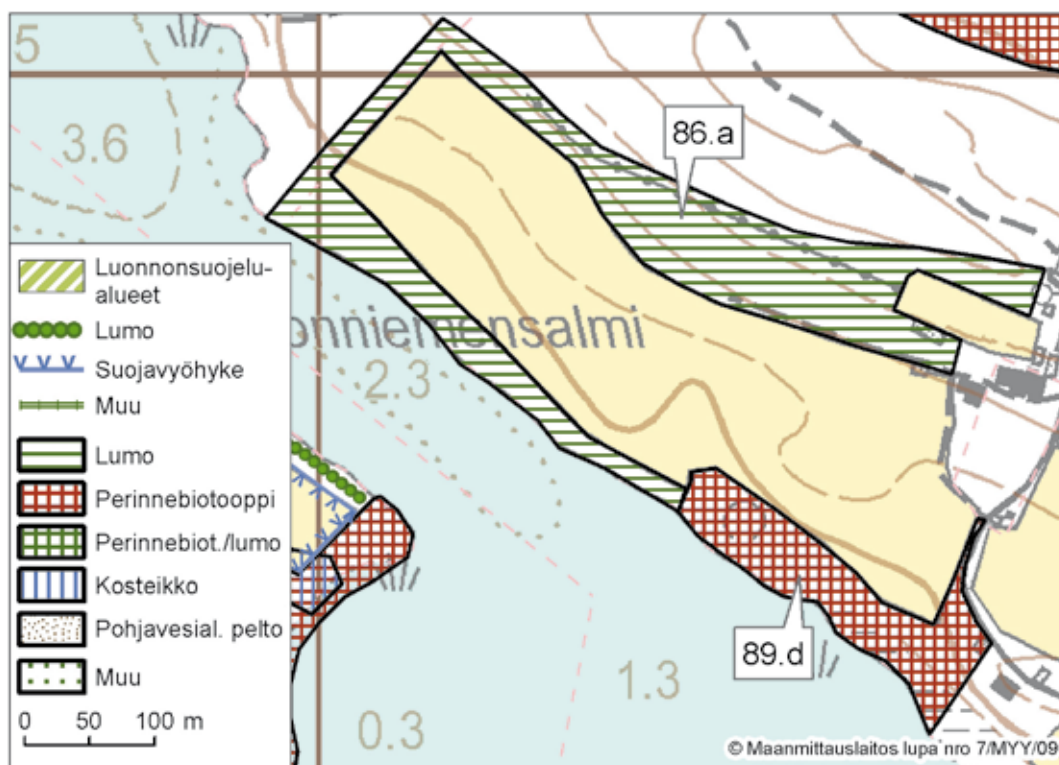 5
3.6
86.a
Luonnonsuojelu-
alueet
Lumo
Suojavyöhyke
Muu
Lumo
Perinnebiotooppi
Perinnebiot./lumo
Kosteikko
Pohjavesial. pelto
Muu
0 50 100 m
onniemensalmi
2.3
89.d
1.3
0.3
© Maanmittauslaitos lupa nro 7/MYY/09